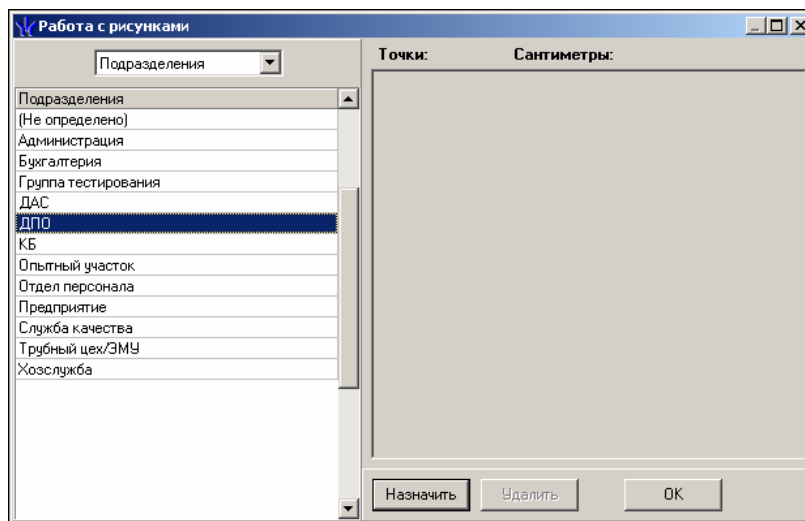 Работа с рисунками
Подразделения
Точки: Сантиметры:
Подразделения
(Не определено)
Администрация
Бухгалтерия
Группа тестирования
ДАС
ДПО
КБ
Опытный участок
Отдел персонала
Предприятие
Служба качества
Трубный цех/ЭМУ
Хозслужба
Назначить Удалить OK